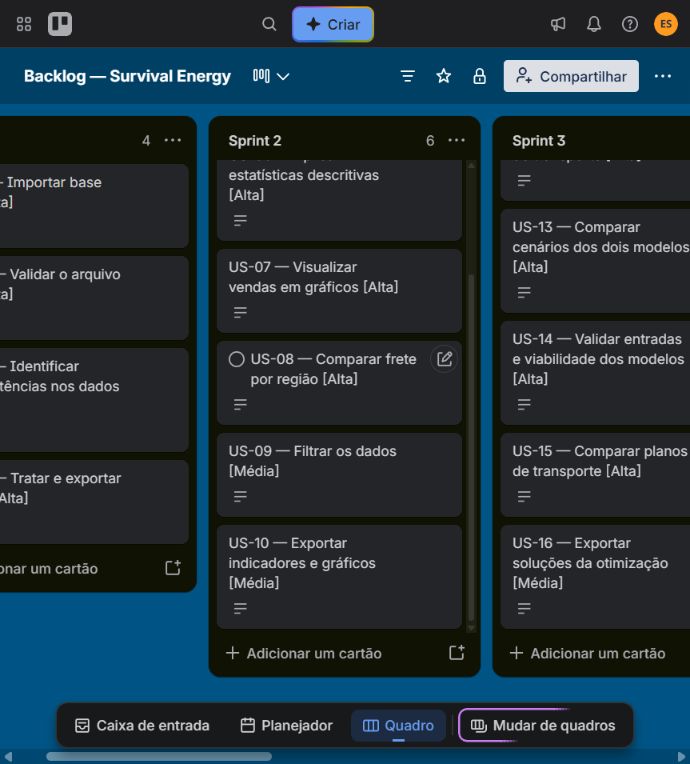 Criar
ES
Backlog — Survival Energy
Compartilhar
4
– Importar base
ta]
– Validar o arquivo
ta]
– Identificar
tências nos dados
– Tratar e exportar
Alta]
onar um cartão
Sprint 2
6
estatísticas descritivas
[Alta]
US-07 — Visualizar
vendas em gráficos [Alta]
US-08 — Comparar frete
por região [Alta]
US-09 — Filtrar os dados
[Média]
US-10 — Exportar
indicadores e gráficos
[Média]
Adicionar um cartão
Sprint 3
US-13 — Comparar
cenários dos dois modelos
[Alta]
US-14 — Validar entradas
e viabilidade dos modelos
[Alta]
US-15 — Comparar planos
de transporte [Alta]
US-16 — Exportar
soluções da otimização
[Média]
Adicionar um cartão
Caixa de entrada
Planejador
Quadro
Mudar de quadros